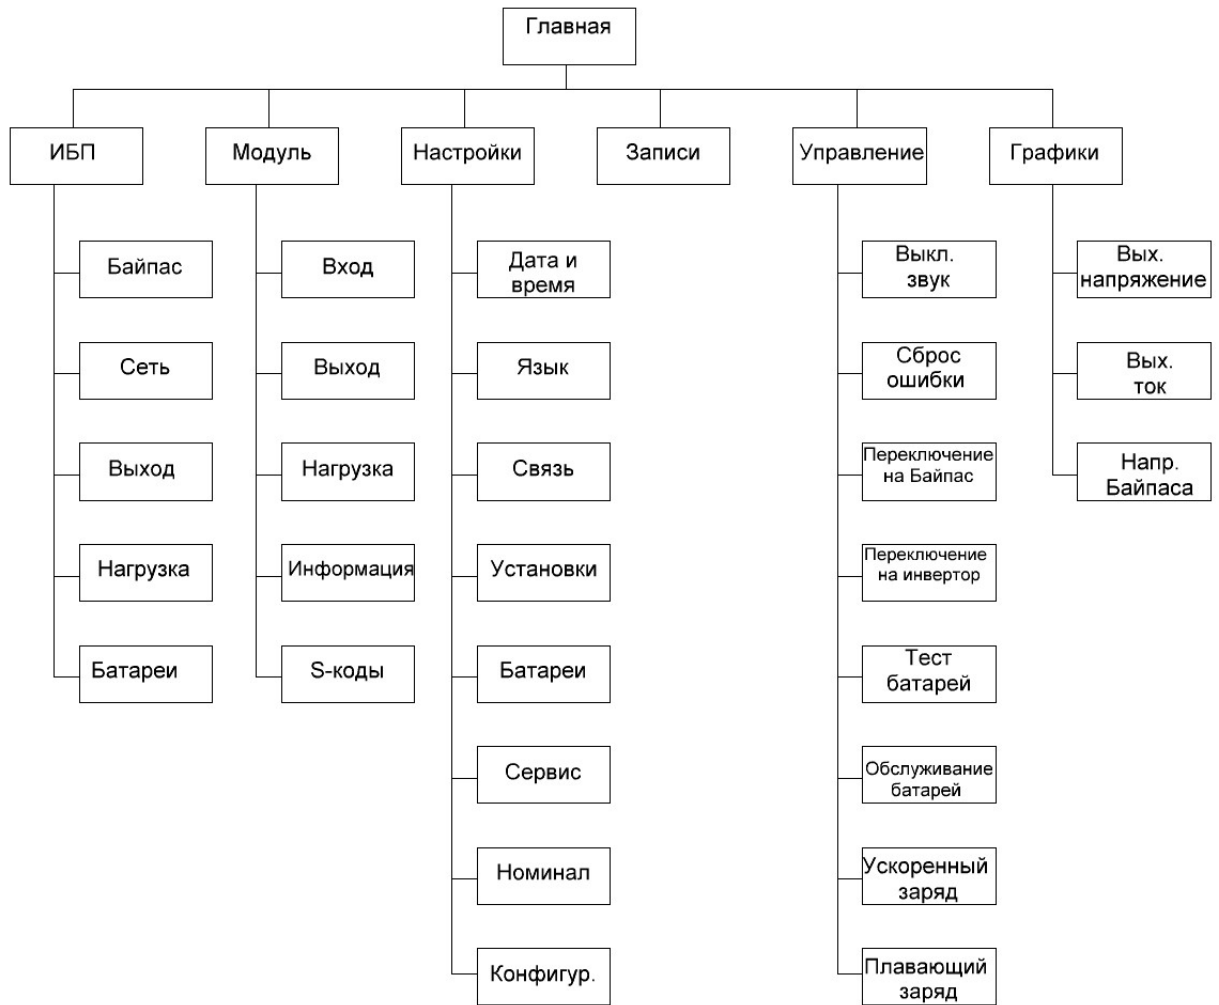 Главная
ИБП
Модуль
Настройки
Записи
Управление
Графики
Байпас
Сеть
Выход
Нагрузка
Батареи
Вход
Выход
Нагрузка
Информация
S-коды
Дата и
время
Язык
Связь
Установки
Батареи
Сервис
Номинал
Конфигур.
Выкл.
звук
Сброс
ошибки
Переключение
на Байпас
Переключение
на инвертор
Тест
батарей
Обслуживание
батарей
Ускоренный
заряд
Плавающий
заряд
Вых.
напряжение
Вых.
ток
Напр.
Байпаса